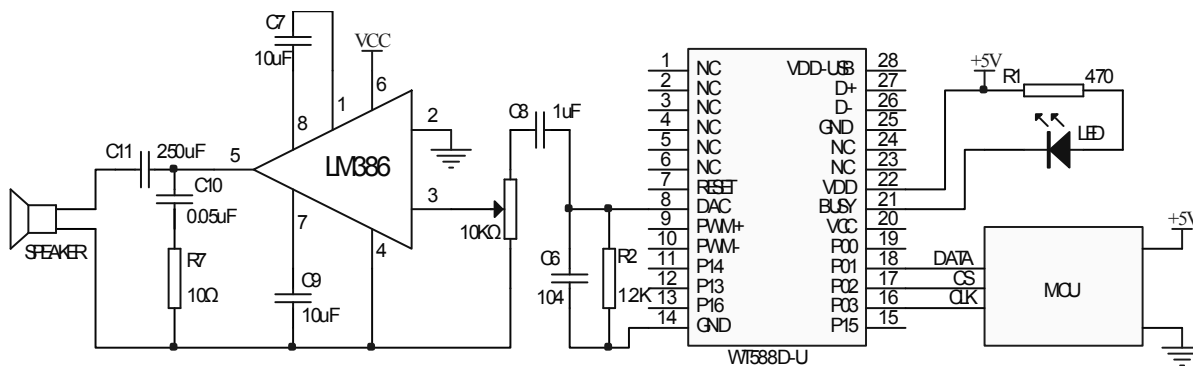 C7
10uF
VCC
6
1
8
2
LM386
5
3
7
4
C11
250uF
C10
0.05uF
R7
10Ω
SPEAKER
C9
10uF
C8
1uF
10KΩ
C6
104
R2
1.2K
1 NC VDD-USB 28
2 NC D+ 27
3 NC D- 26
4 NC GND 25
5 NC NC 24
6 NC NC 23
7 RESET VDD 22
8 DAC BUSY 21
9 PWM+ VCC 20
10 PWM- P00 19
11 P14 P01 18
12 P13 P02 17
13 P16 P03 16
14 GND P15 15
WT588D-U
+5V
R1
470
LED
DATA
CS
CLK
MCU
+5V